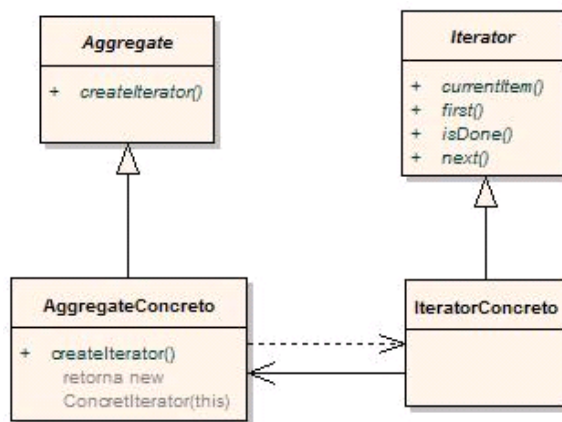 Aggregate
+ createIterator()
Iterator
+ currentItem()
+ first()
+ isDone()
+ next()
AggregateConcreto
+ createIterator()
retorna new
ConcretIterator(this)
IteratorConcreto